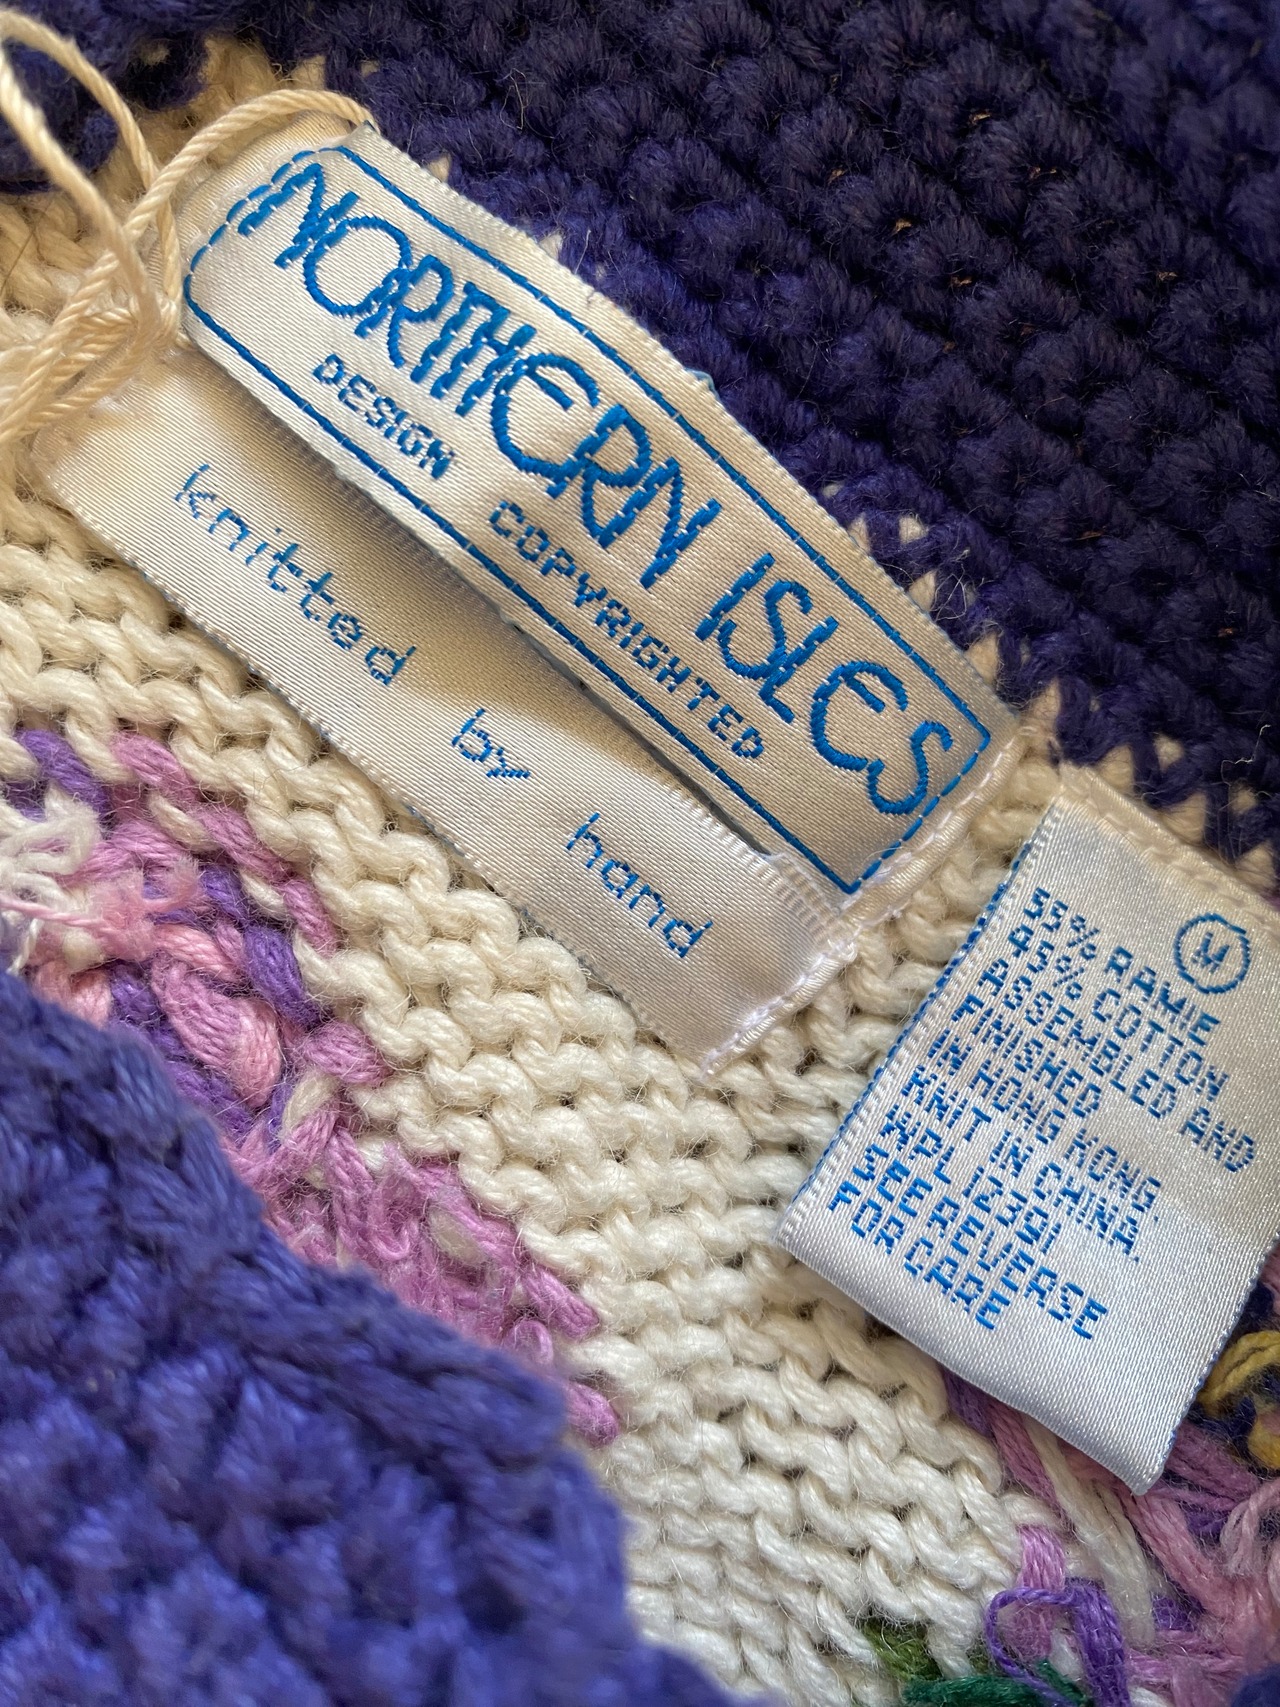 NORTHERN ISLES
DESIGN COPYRIGHTED
knitted by hand
M
55% RAMIE
45% COTTON
ASSEMBLED AND
FINISHED
IN HONG KONG.
KNIT IN CHINA.
WPL 12391
SEE REVERSE
FOR CARE